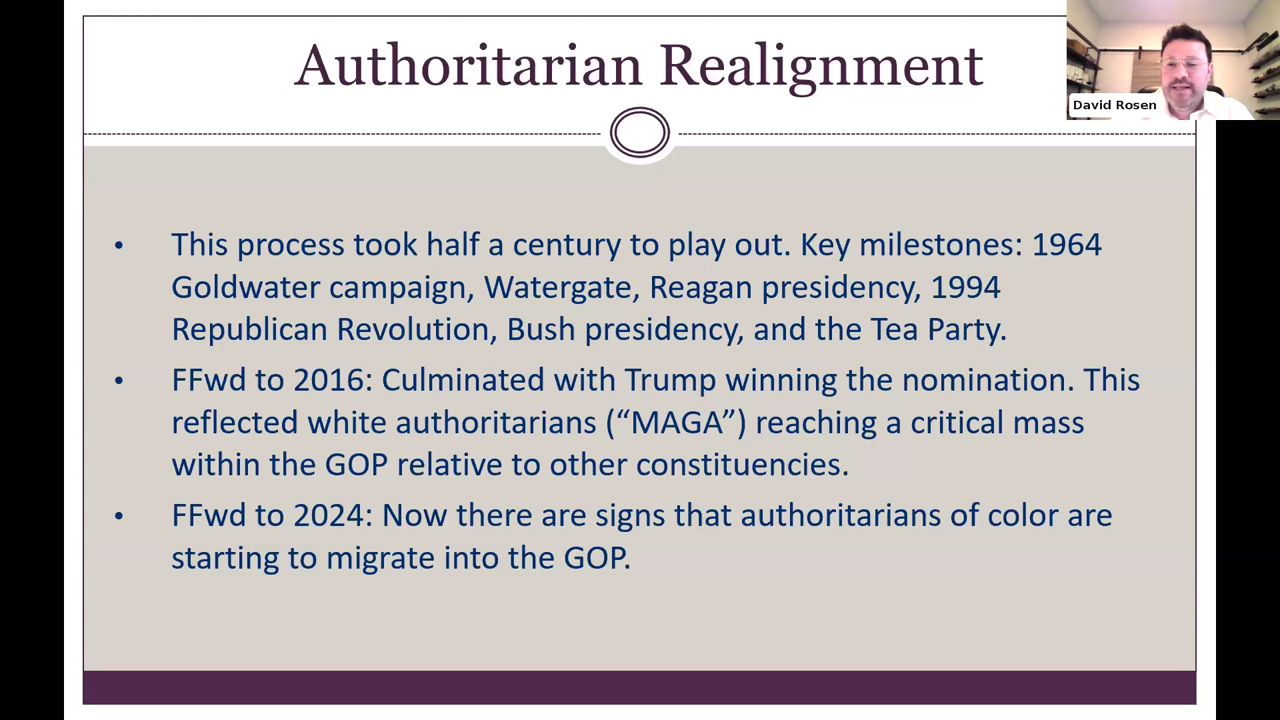 Authoritarian Realignment
David Rosen
• This process took half a century to play out. Key milestones: 1964
Goldwater campaign, Watergate, Reagan presidency, 1994
Republican Revolution, Bush presidency, and the Tea Party.
• FFwd to 2016: Culminated with Trump winning the nomination. This
reflected white authoritarians (“MAGA”) reaching a critical mass
within the GOP relative to other constituencies.
• FFwd to 2024: Now there are signs that authoritarians of color are
starting to migrate into the GOP.